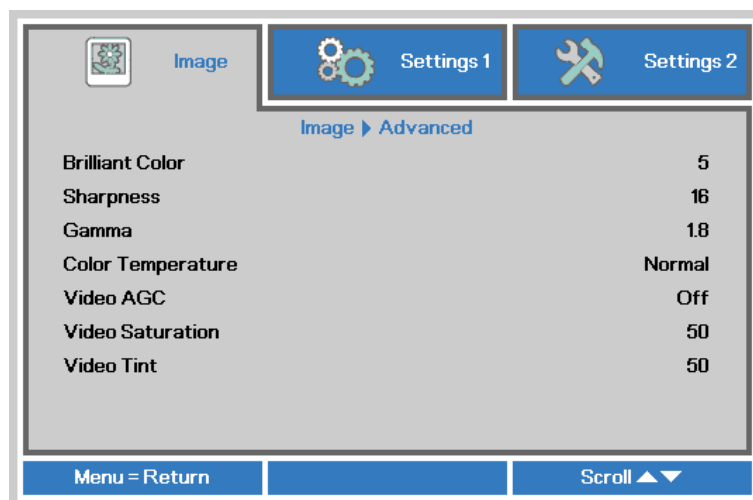 Image Settings 1 Settings 2
Image ▶ Advanced
Brilliant Color 5
Sharpness 16
Gamma 1.8
Color Temperature Normal
Video AGC Off
Video Saturation 50
Video Tint 50
Menu = Return Scroll ▲▼